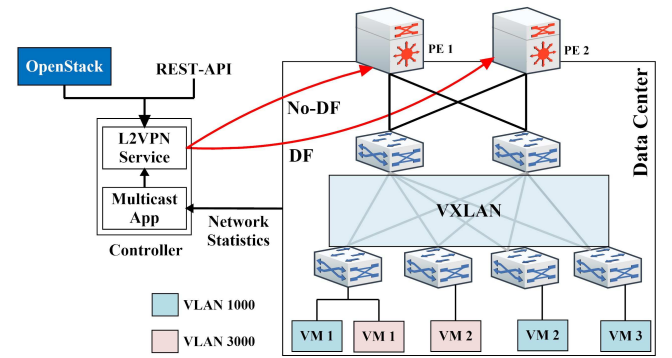 OpenStack
REST-API
PE 1
PE 2
No-DF
DF
L2VPN
Service
Multicast
App
Controller
Network
Statistics
Data Center
VXLAN
VLAN 1000
VLAN 3000
VM 1
VM 1
VM 2
VM 2
VM 3